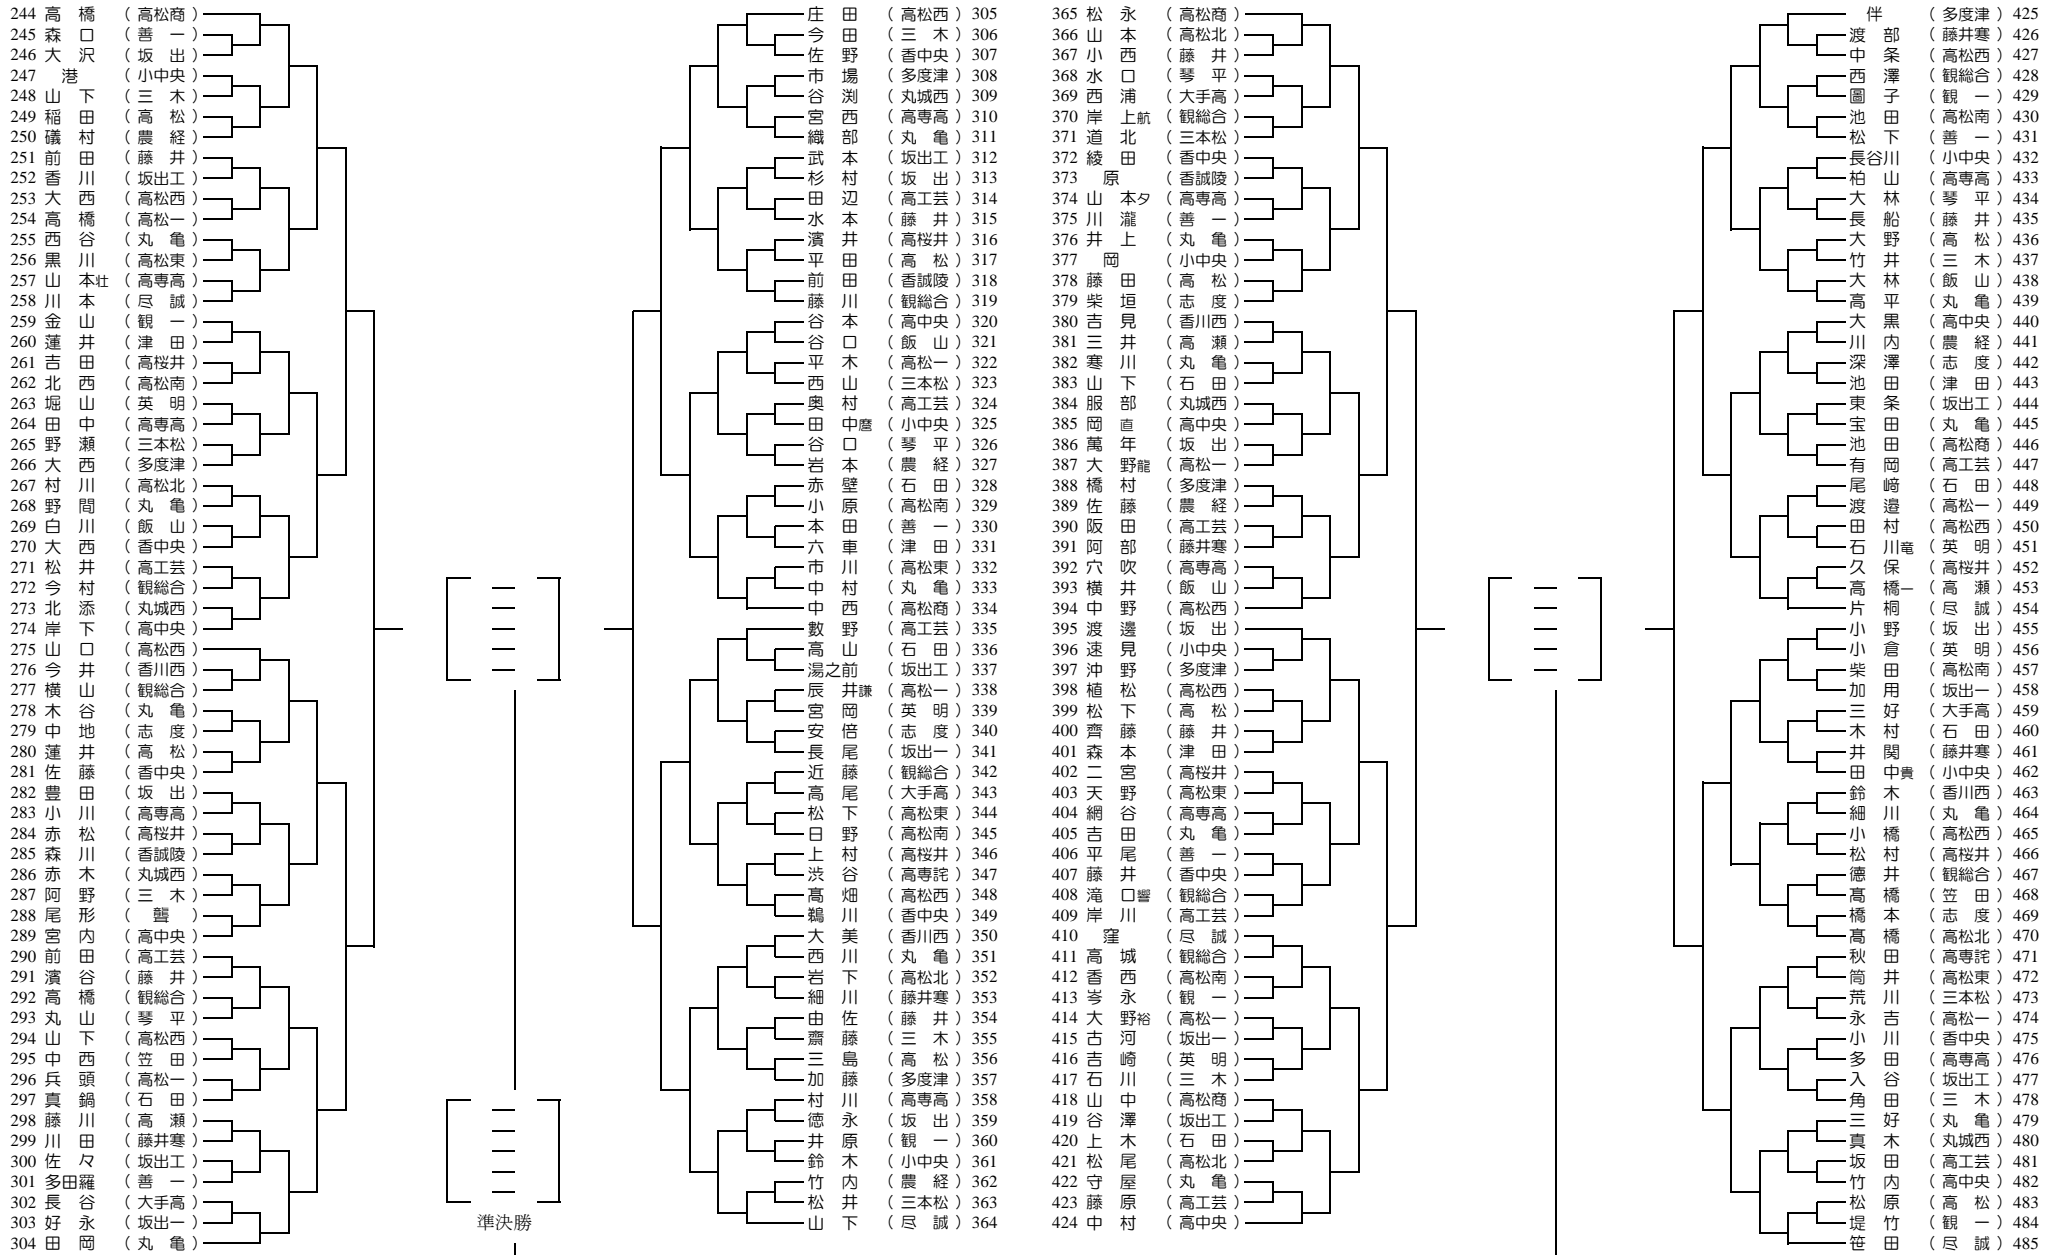 244 高橋 (高松商)
245 森口 (善一)
246 大沢 (坂出)
247 港 (小中央)
248 山下 (三木)
249 稲田 (高松)
250 礒村 (農経)
251 前田 (藤井)
252 香川 (坂出工)
253 大西 (高松西)
254 高橋 (高松一)
255 西谷 (丸亀)
256 黒川 (高松東)
257 山本壮 (高専高)
258 川本 (尽誠)
259 金山 (観一)
260 蓮井 (津田)
261 吉田 (高桜井)
262 北西 (高松南)
263 堀山 (英明)
264 田中 (高専高)
265 野瀬 (三本松)
266 大西 (多度津)
267 村川 (高松北)
268 野間 (丸亀)
269 白川 (飯山)
270 大西 (香中央)
271 松井 (高工芸)
272 今村 (観総合)
273 北添 (丸城西)
274 岸下 (高中央)
275 山口 (高松西)
276 今井 (香川西)
277 横山 (観総合)
278 木谷 (丸亀)
279 中地 (志度)
280 蓮井 (高松)
281 佐藤 (香中央)
282 豊田 (坂出)
283 小川 (高専高)
284 赤松 (高桜井)
285 森川 (香誠陵)
286 赤木 (丸城西)
287 阿野 (三木)
288 尾形 (聾)
289 宮内 (高中央)
290 前田 (高工芸)
291 濱谷 (藤井)
292 高橋 (観総合)
293 丸山 (琴平)
294 山下 (高松西)
295 中西 (笠田)
296 兵頭 (高松一)
297 真鍋 (石田)
298 藤川 (高瀬)
299 川田 (藤井寒)
300 佐々 (坂出工)
301 多田羅 (善一)
302 長谷 (大手高)
303 好永 (坂出一)
304 田岡 (丸亀)
準決勝
庄田 (高松西) 305
今田 (三木) 306
佐野 (香中央) 307
市場 (多度津) 308
谷渕 (丸城西) 309
宮西 (高専高) 310
織部 (丸亀) 311
武本 (坂出工) 312
杉村 (坂出) 313
田辺 (高工芸) 314
水本 (藤井) 315
濱井 (高桜井) 316
平田 (高松) 317
前田 (香誠陵) 318
藤川 (観総合) 319
谷本 (高中央) 320
谷口 (飯山) 321
平木 (高松一) 322
西山 (三本松) 323
奥村 (高工芸) 324
田中麿 (小中央) 325
谷口 (琴平) 326
岩本 (農経) 327
赤壁 (石田) 328
小原 (高松南) 329
本田 (善一) 330
六車 (津田) 331
市川 (高松東) 332
中村 (丸亀) 333
中西 (高松商) 334
數野 (高工芸) 335
高山 (石田) 336
湯之前 (坂出工) 337
辰井謙 (高松一) 338
宮岡 (英明) 339
安倍 (志度) 340
長尾 (坂出一) 341
近藤 (観総合) 342
高尾 (大手高) 343
松下 (高松東) 344
日野 (高松南) 345
上村 (高桜井) 346
渋谷 (高専詫) 347
髙畑 (高松西) 348
鵜川 (香中央) 349
大美 (香川西) 350
西川 (丸亀) 351
岩下 (高松北) 352
細川 (藤井寒) 353
由佐 (藤井) 354
齋藤 (三木) 355
三島 (高松) 356
加藤 (多度津) 357
村川 (高専高) 358
徳永 (坂出) 359
井原 (観一) 360
鈴木 (小中央) 361
竹内 (農経) 362
松井 (三本松) 363
山下 (尽誠) 364
365 松永 (高松商)
366 山本 (高松北)
367 小西 (藤井)
368 水口 (琴平)
369 西浦 (大手高)
370 岸上航 (観総合)
371 道北 (三本松)
372 綾田 (香中央)
373 原 (香誠陵)
374 山本夕 (高専高)
375 川瀧 (善一)
376 井上 (丸亀)
377 岡 (小中央)
378 藤田 (高松)
379 柴垣 (志度)
380 吉見 (香川西)
381 三井 (高瀬)
382 寒川 (丸亀)
383 山下 (石田)
384 服部 (丸城西)
385 岡直 (高中央)
386 萬年 (坂出)
387 大野龍 (高松一)
388 橋村 (多度津)
389 佐藤 (農経)
390 阪田 (高工芸)
391 阿部 (藤井寒)
392 穴吹 (高専高)
393 横井 (飯山)
394 中野 (高松西)
395 渡邊 (坂出)
396 速見 (小中央)
397 沖野 (多度津)
398 植松 (高松西)
399 松下 (高松)
400 齊藤 (藤井)
401 森本 (津田)
402 二宮 (高桜井)
403 天野 (高松東)
404 網谷 (高専高)
405 吉田 (丸亀)
406 平尾 (善一)
407 藤井 (香中央)
408 滝口響 (観総合)
409 岸川 (高工芸)
410 窪 (尽誠)
411 高城 (観総合)
412 香西 (高松南)
413 岑永 (観一)
414 大野裕 (高松一)
415 古河 (坂出一)
416 吉崎 (英明)
417 石川 (三木)
418 山中 (高松商)
419 谷澤 (坂出工)
420 上木 (石田)
421 松尾 (高松北)
422 守屋 (丸亀)
423 藤原 (高工芸)
424 中村 (高中央)
伴 (多度津) 425
渡部 (藤井寒) 426
中条 (高松西) 427
西澤 (観総合) 428
圖子 (観一) 429
池田 (高松南) 430
松下 (善一) 431
長谷川 (小中央) 432
柏山 (高専高) 433
大林 (琴平) 434
長船 (藤井) 435
大野 (高松) 436
竹井 (三木) 437
大林 (飯山) 438
高平 (丸亀) 439
大黒 (高中央) 440
川内 (農経) 441
深澤 (志度) 442
池田 (津田) 443
東条 (坂出工) 444
宝田 (丸亀) 445
池田 (高松商) 446
有岡 (高工芸) 447
尾﨑 (石田) 448
渡邉 (高松一) 449
田村 (高松西) 450
石川竜 (英明) 451
久保 (高桜井) 452
高橋一 (高瀬) 453
片桐 (尽誠) 454
小野 (坂出) 455
小倉 (英明) 456
柴田 (高松南) 457
加用 (坂出一) 458
三好 (大手高) 459
木村 (石田) 460
井関 (藤井寒) 461
田中貴 (小中央) 462
鈴木 (香川西) 463
細川 (丸亀) 464
小橋 (高松西) 465
松村 (高桜井) 466
德井 (観総合) 467
髙橋 (笠田) 468
橋本 (志度) 469
髙橋 (高松北) 470
秋田 (高専詫) 471
筒井 (高松東) 472
荒川 (三本松) 473
永吉 (高松一) 474
小川 (香中央) 475
多田 (高専高) 476
入谷 (坂出工) 477
角田 (三木) 478
三好 (丸亀) 479
真木 (丸城西) 480
坂田 (高工芸) 481
竹内 (高中央) 482
松原 (高松) 483
堤竹 (観一) 484
笹田 (尽誠) 485